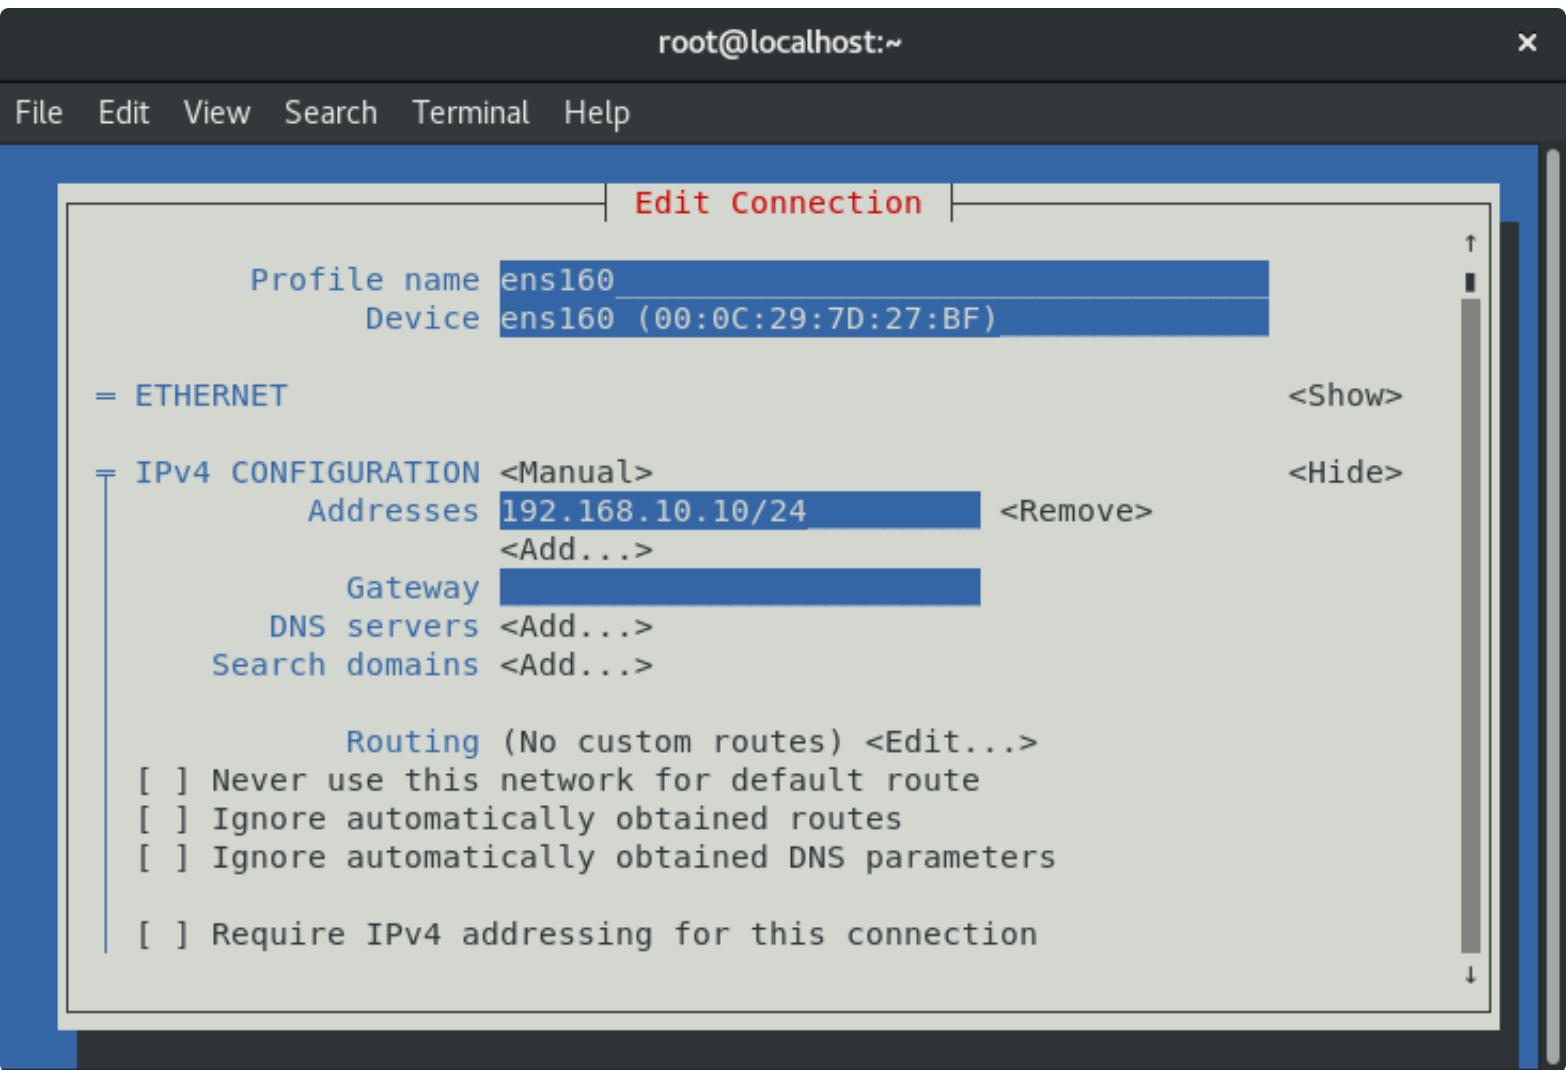 root@localhost:~ ×
File Edit View Search Terminal Help
Edit Connection
↑
Profile name ens160
Device ens160 (00:0C:29:7D:27:BF)
= ETHERNET <Show>
╤ IPv4 CONFIGURATION <Manual> <Hide>
Addresses 192.168.10.10/24 <Remove>
<Add...>
Gateway
DNS servers <Add...>
Search domains <Add...>
Routing (No custom routes) <Edit...>
[ ] Never use this network for default route
[ ] Ignore automatically obtained routes
[ ] Ignore automatically obtained DNS parameters
[ ] Require IPv4 addressing for this connection
↓